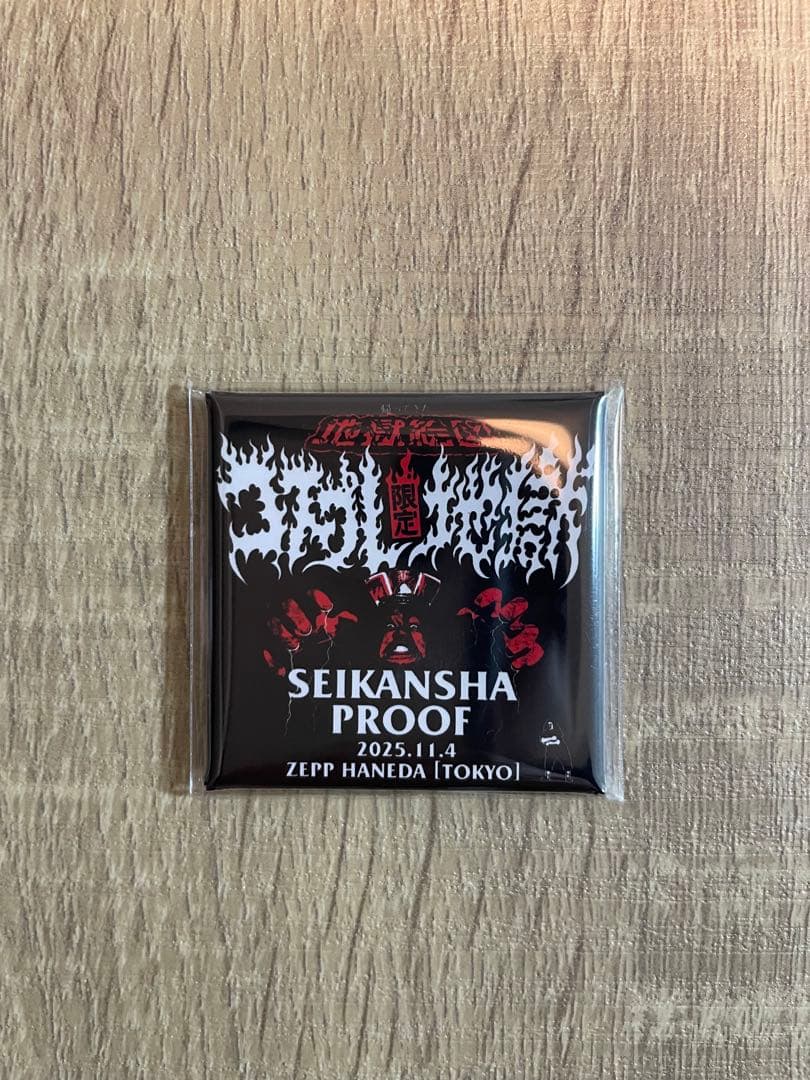 地獄絵図
限定
SEIKANSHA
PROOF
2025.11.4
ZEPP HANEDA [TOKYO]